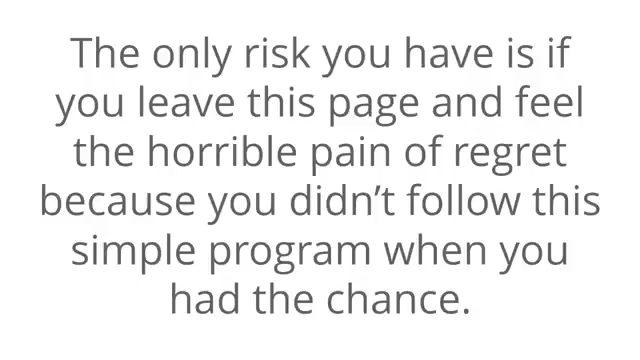 The only risk you have is if
you leave this page and feel
the horrible pain of regret
because you didn’t follow this
simple program when you
had the chance.